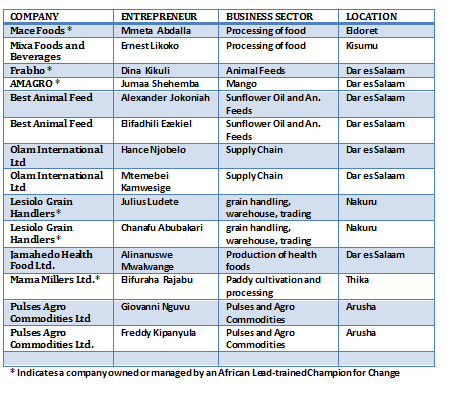 COMPANY ENTREPRENEUR BUSINESS SECTOR LOCATION
Mace Foods * Mmeta Abdalla Processing of food Eldoret
Mixa Foods and Ernest Likoko Processing of food Kisumu
Beverages
Frabho * Dina Kikuli Animal Feeds Dar es Salaam
AMAGRO * Jumaa Shehemba Mango Dar es Salaam
Best Animal Feed Alexander Jokoniah Sunflower Oil and An. Dar es Salaam
Feeds
Best Animal Feed Elifadhili Ezekiel Sunflower Oil and An. Dar es Salaam
Feeds
Olam International Hance Njobelo Supply Chain Dar es Salaam
Ltd
Olam International Mtemebei Supply Chain Dar es Salaam
Ltd Kamwesige
Lesiolo Grain Julius Ludete grain handling, Nakuru
Handlers * warehouse, trading
Lesiolo Grain Chanafu Abubakari grain handling, Nakuru
Handlers * warehouse, trading
Jamahedo Health Alinanuswe Production of health Dar es Salaam
Food Ltd. Mwalwange foods
Mama Millers Ltd.* Elifuraha Rajabu Paddy cultivation and Thika
processing
Pulses Agro Giovanni Nguvu Pulses and Agro Arusha
Commodities Ltd Commodities
Pulses Agro Freddy Kipanyula Pulses and Agro Arusha
Commodities Ltd. Commodities
* Indicates a company owned or managed by an African Lead-trained Champion for Change